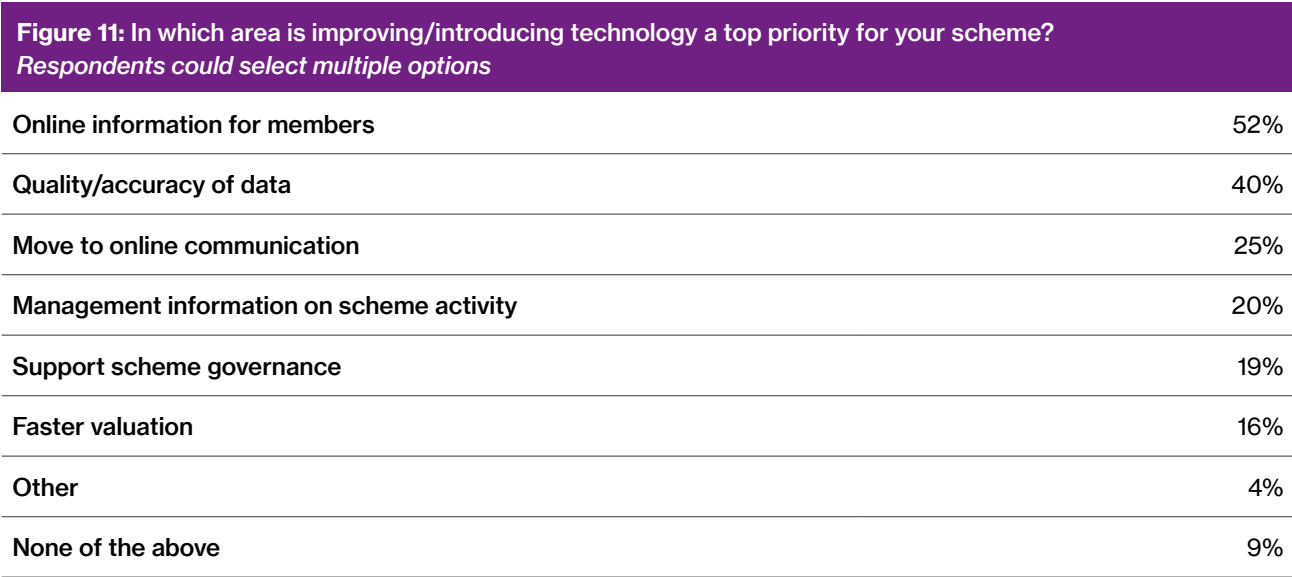 Figure 11: In which area is improving/introducing technology a top priority for your scheme?
Respondents could select multiple options
Online information for members 52%
Quality/accuracy of data 40%
Move to online communication 25%
Management information on scheme activity 20%
Support scheme governance 19%
Faster valuation 16%
Other 4%
None of the above 9%